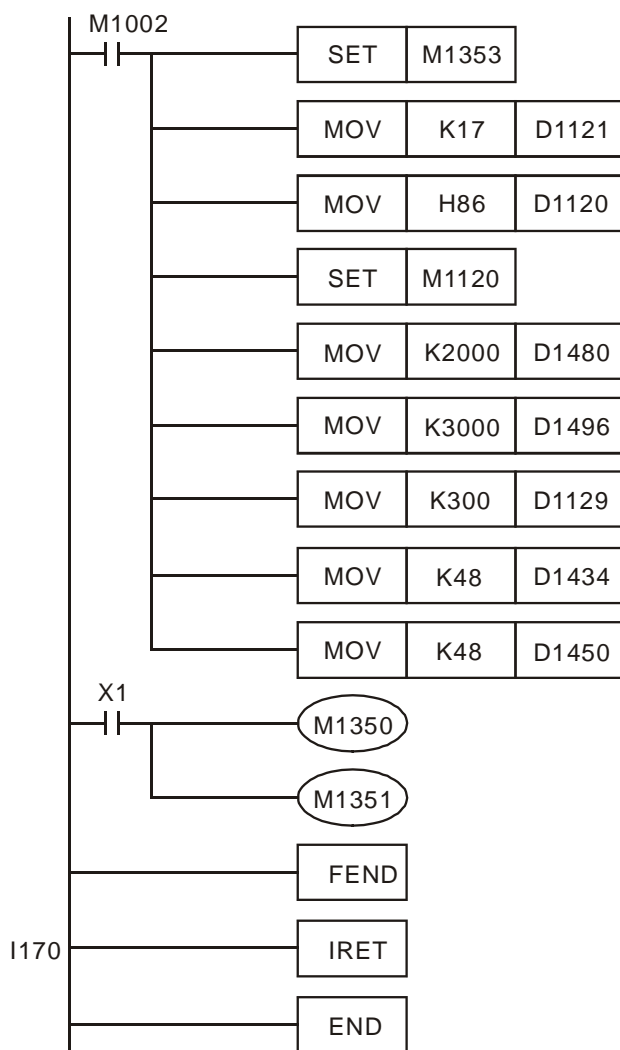 M1002
SET M1353
MOV K17 D1121
MOV H86 D1120
SET M1120
MOV K2000 D1480
MOV K3000 D1496
MOV K300 D1129
MOV K48 D1434
MOV K48 D1450
X1
M1350
M1351
FEND
I170 IRET
END